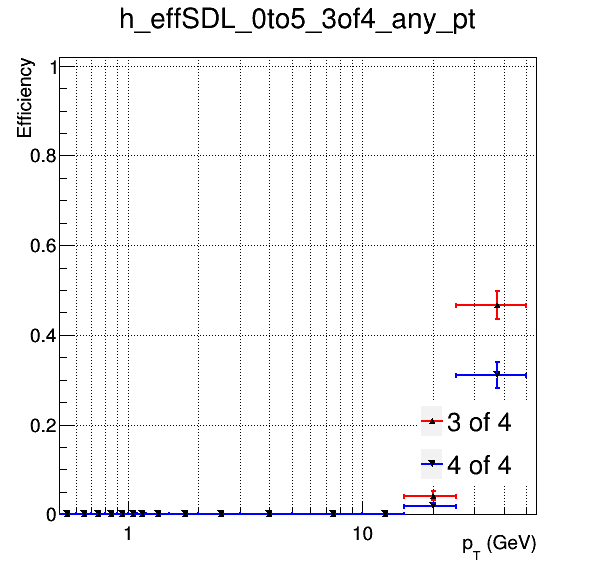 h_effSDL_0to5_3of4_any_pt
Efficiency
1
0.8
0.6
0.4
0.2
0
3 of 4
4 of 4
1
10
p_T (GeV)